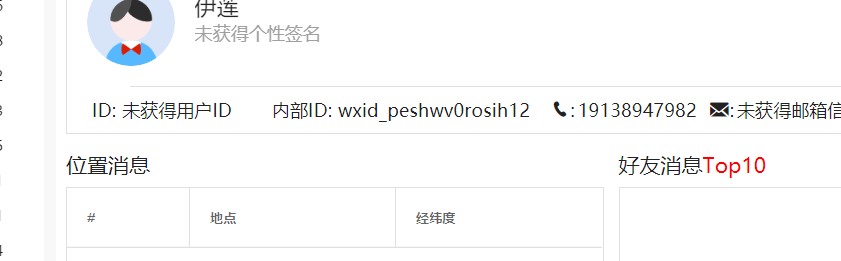 伊莲
未获得个性签名
ID: 未获得用户ID 内部ID: wxid_peshwv0rosih12 : 19138947982 : 未获得邮箱信
位置消息 好友消息Top10
# 地点 经纬度